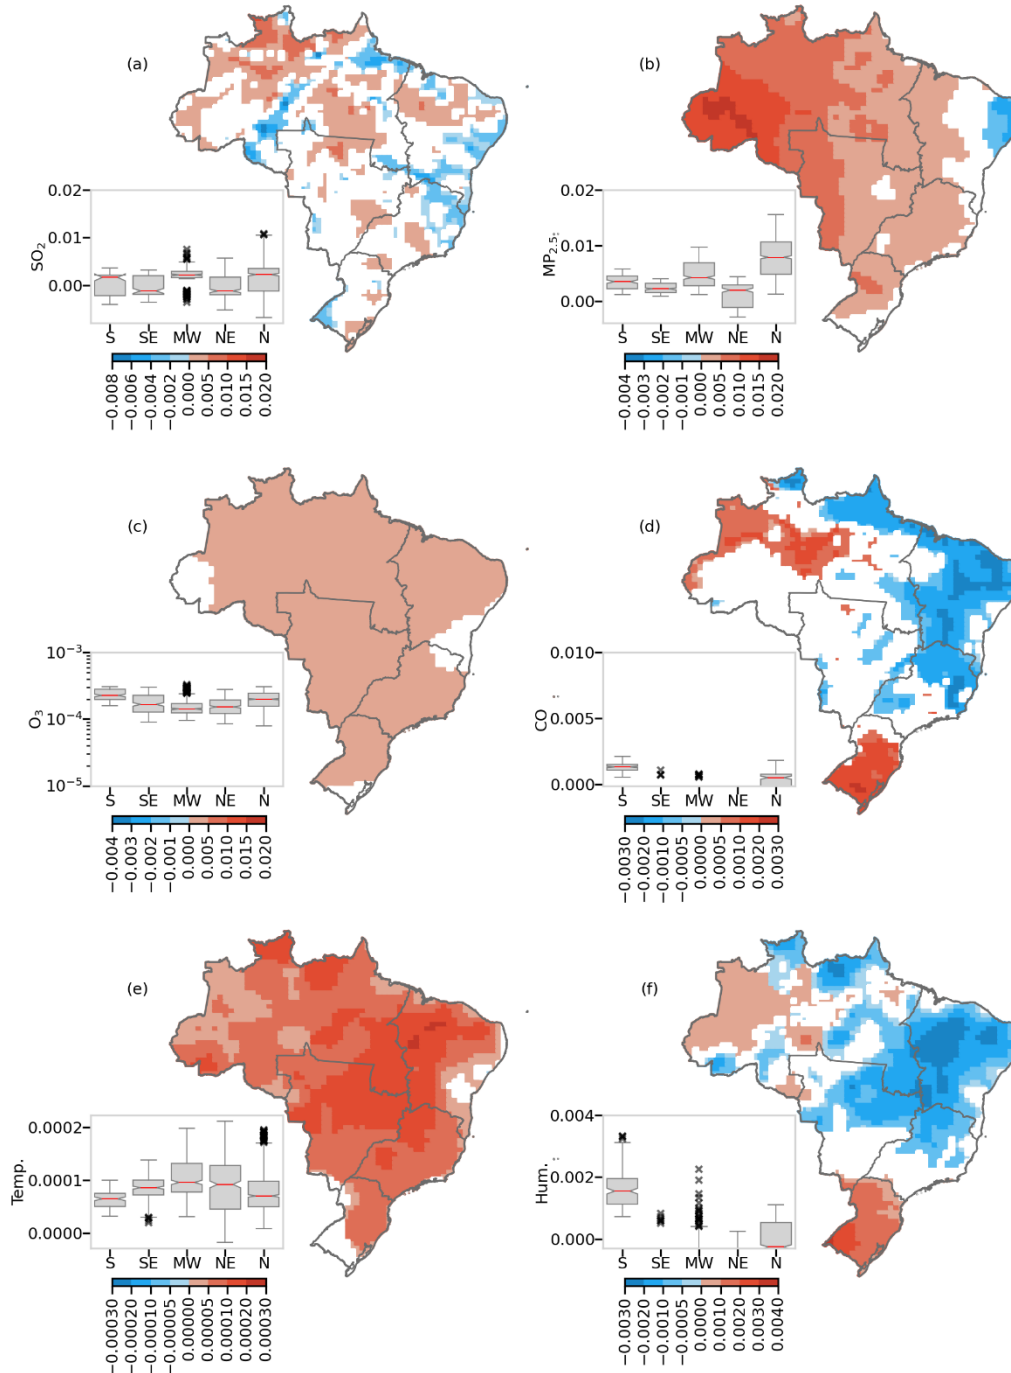 (a)
0.02
0.01
0.00
SO2
S SE MW NE N
−0.008 −0.006 −0.004 −0.002 0.000 0.005 0.010 0.015 0.020
(b)
0.02
0.01
0.00
MP2.5:
S SE MW NE N
−0.004 −0.003 −0.002 −0.001 0.000 0.005 0.010 0.015 0.020
(c)
10−3
10−4
10−5
O3
S SE MW NE N
−0.004 −0.003 −0.002 −0.001 0.000 0.005 0.010 0.015 0.020
(d)
0.010
0.005
0.000
CO
S SE MW NE N
−0.0030 −0.0020 −0.0010 −0.0005 0.0000 0.0005 0.0010 0.0020 0.0030
(e)
0.0002
0.0001
0.0000
Temp.
S SE MW NE N
−0.00030 −0.00020 −0.00010 −0.00005 0.00000 0.00005 0.00010 0.00020 0.00030
(f)
0.004
0.002
0.000
Hum.
S SE MW NE N
−0.0030 −0.0020 −0.0010 −0.0005 0.0000 0.0010 0.0020 0.0030 0.0040